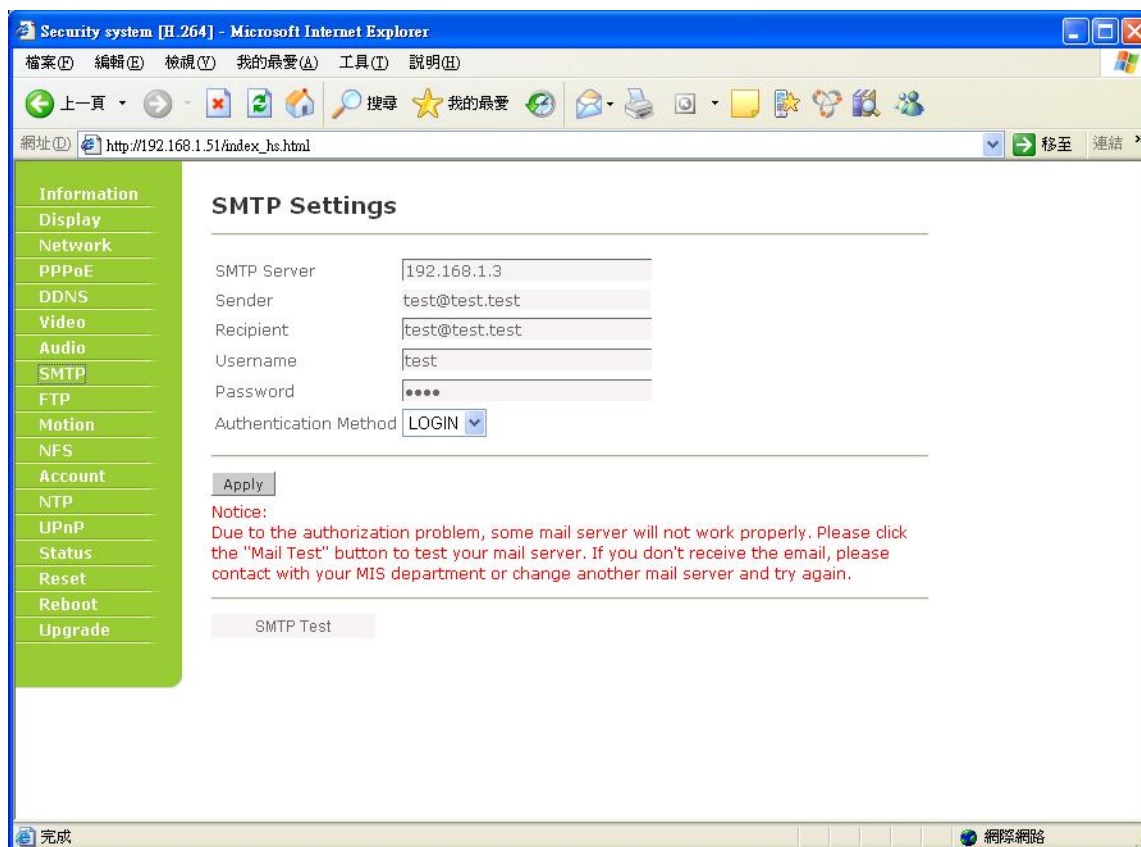 Security system [H.264] - Microsoft Internet Explorer
檔案(F) 編輯(E) 檢視(V) 我的最愛(A) 工具(T) 說明(H)
上一頁 搜尋 我的最愛
網址(D) http://192.168.1.51/index_hs.html 移至 連結 »
Information
Display
Network
PPPoE
DDNS
Video
Audio
SMTP
FTP
Motion
NFS
Account
NTP
UPnP
Status
Reset
Reboot
Upgrade
SMTP Settings
SMTP Server 192.168.1.3
Sender test@test.test
Recipient test@test.test
Username test
Password ••••
Authentication Method LOGIN
Apply
Notice:
Due to the authorization problem, some mail server will not work properly. Please click
the "Mail Test" button to test your mail server. If you don't receive the email, please
contact with your MIS department or change another mail server and try again.
SMTP Test
完成 網際網路